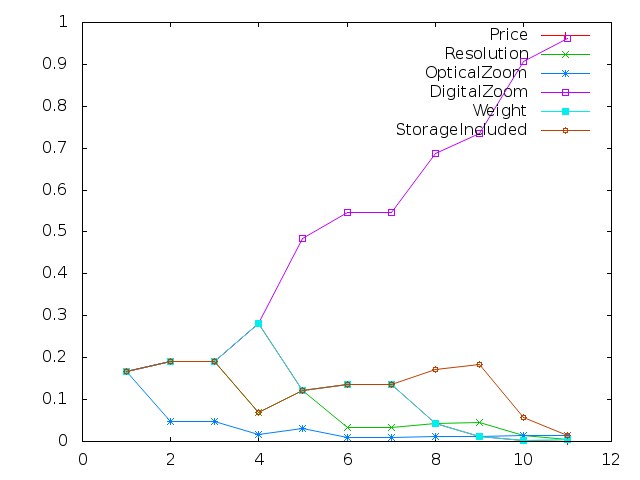 1
0.9
0.8
0.7
0.6
0.5
0.4
0.3
0.2
0.1
0
0 2 4 6 8 10 12
Price
Resolution
OpticalZoom
DigitalZoom
Weight
StorageIncluded